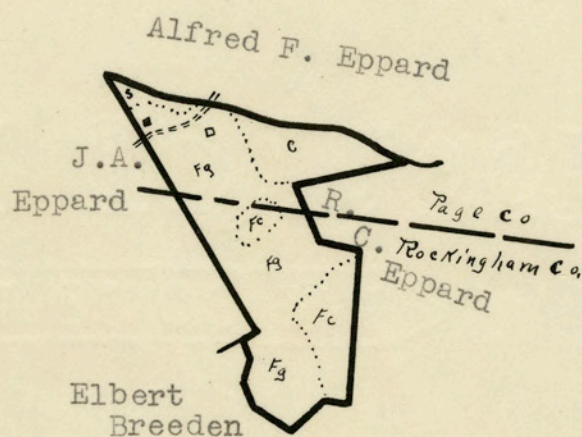 Alfred F. Eppard
S
C
J.A.
Eppard
Fg
Fc
R.
C.
Eppard
Page Co
Rockingham Co.
Fg
Fc
Fg
Elbert
Breeden